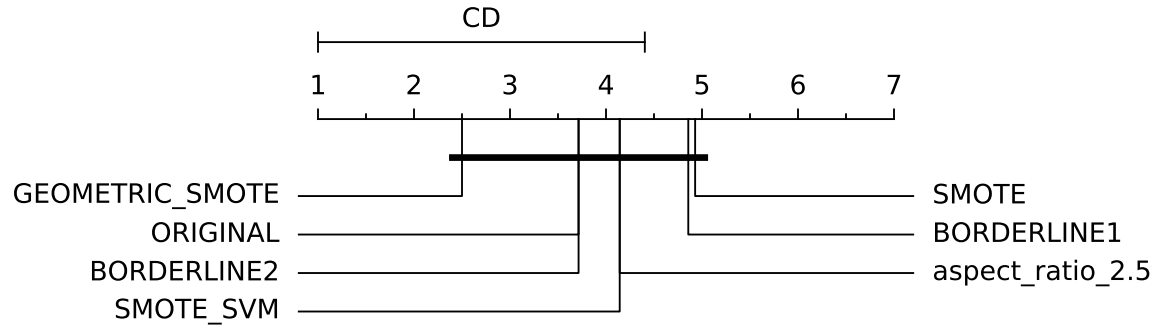 CD
1 2 3 4 5 6 7
GEOMETRIC_SMOTE SMOTE
ORIGINAL BORDERLINE1
BORDERLINE2 aspect_ratio_2.5
SMOTE_SVM